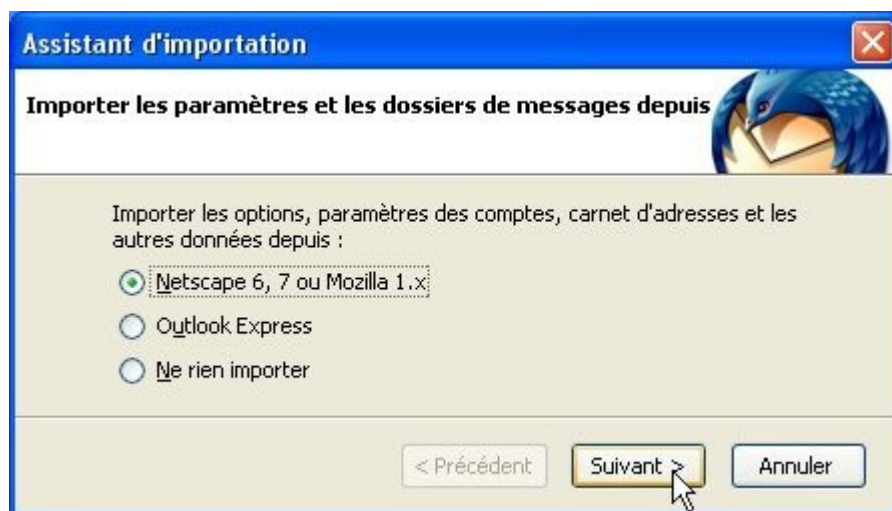 Assistant d'importation
Importer les paramètres et les dossiers de messages depuis
Importer les options, paramètres des comptes, carnet d'adresses et les
autres données depuis :
Netscape 6, 7 ou Mozilla 1.x
Outlook Express
Ne rien importer
< Précédent Suivant > Annuler